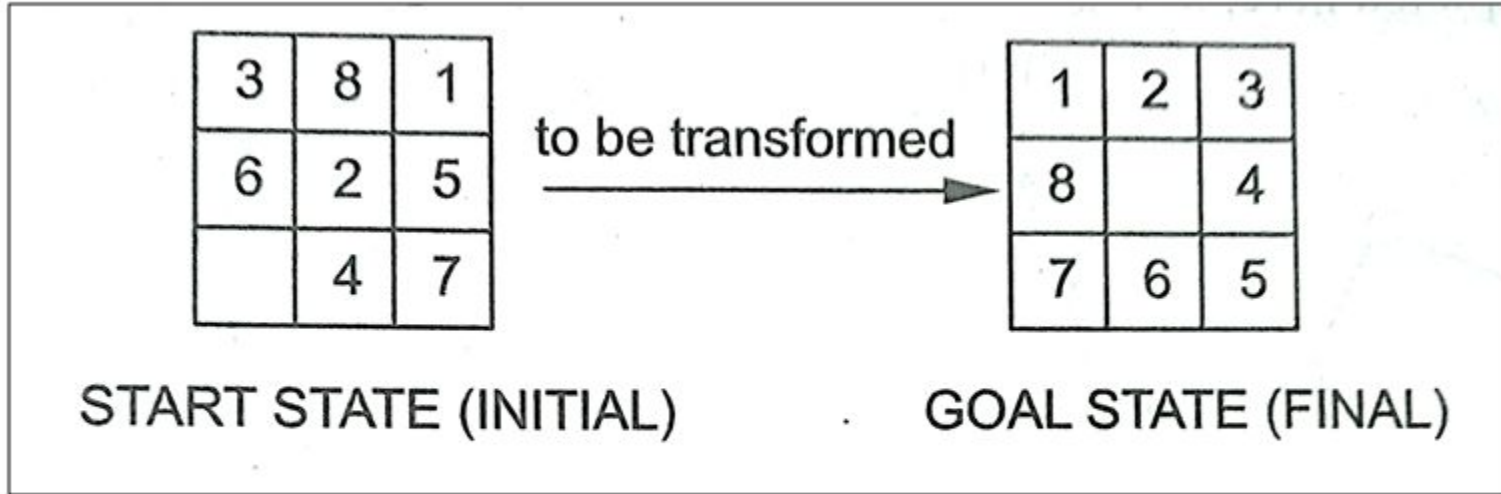 3 8 1
6 2 5
4 7
to be transformed
1 2 3
8 4
7 6 5
START STATE (INITIAL)
GOAL STATE (FINAL)